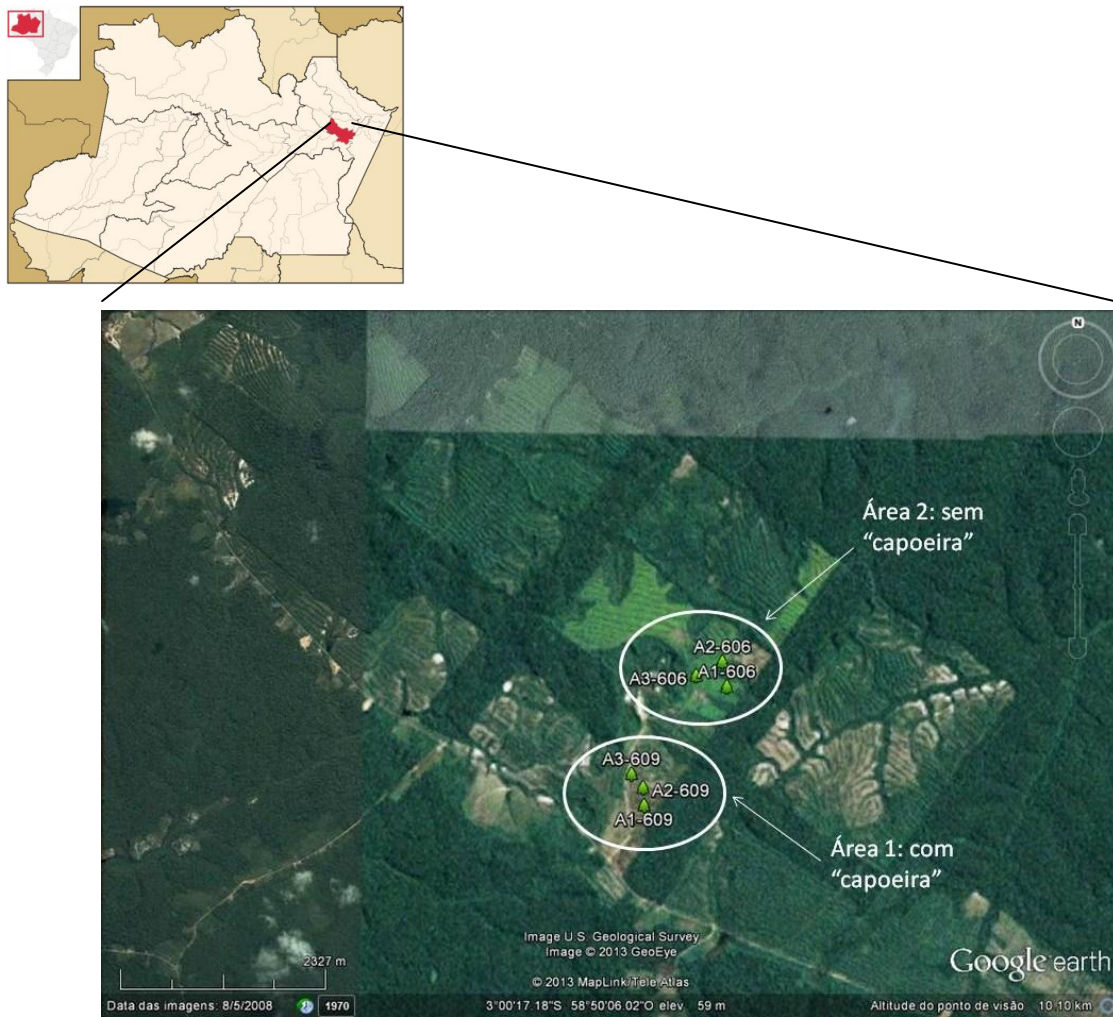 N
Área 2: sem
"capoeira"
A2-606
A3-606
A1-606
A3-609
A2-609
A1-609
Área 1: com
"capoeira"
Image U.S. Geological Survey
Image © 2013 GeoEye
© 2013 MapLink/Tele Atlas
Google earth
2327 m
Data das imagens: 8/5/2008
1970
3°00'17.18"S 58°50'06.02"O elev 59 m
Altitude do ponto de visão 10.10 km